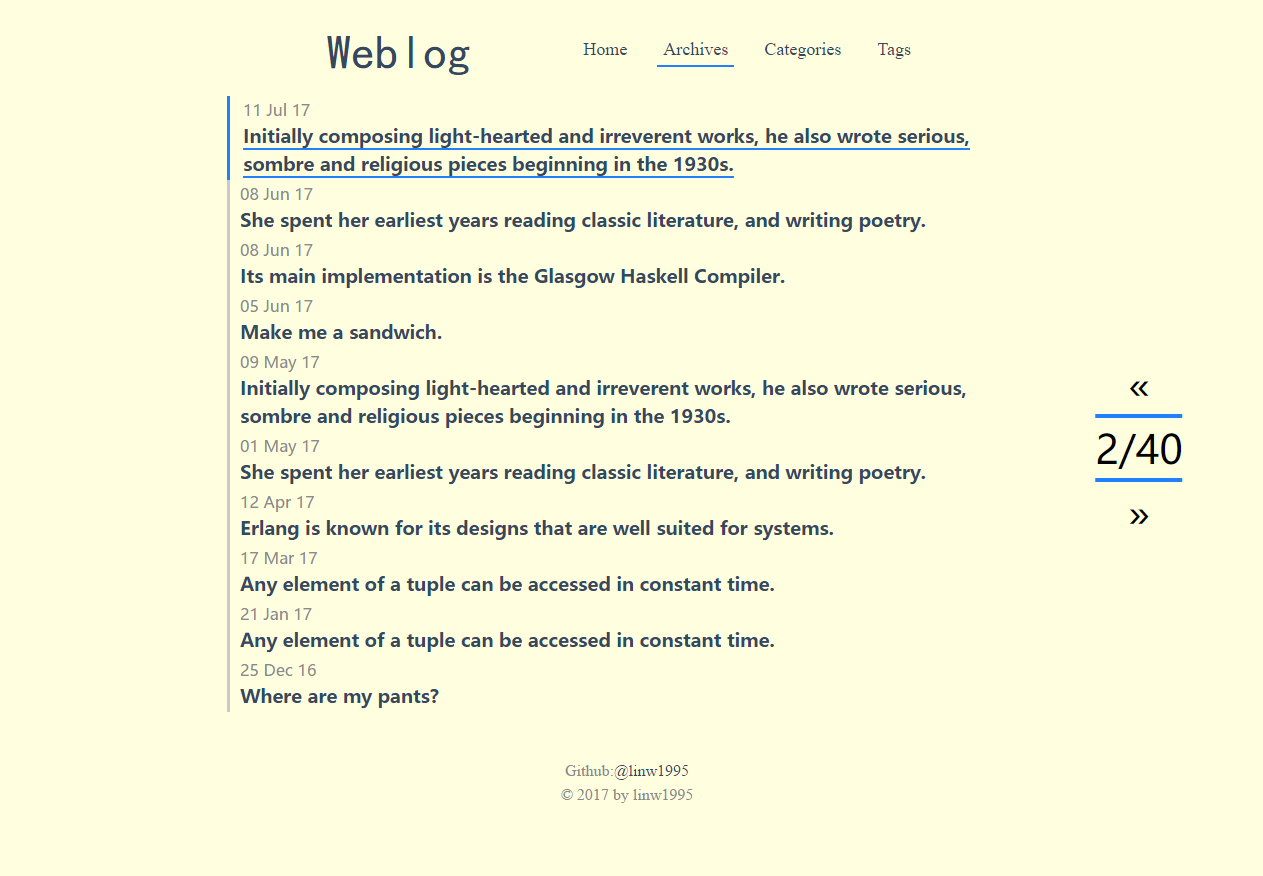 Weblog
Home Archives Categories Tags
11 Jul 17
Initially composing light-hearted and irreverent works, he also wrote serious,
sombre and religious pieces beginning in the 1930s.
08 Jun 17
She spent her earliest years reading classic literature, and writing poetry.
08 Jun 17
Its main implementation is the Glasgow Haskell Compiler.
05 Jun 17
Make me a sandwich.
09 May 17
Initially composing light-hearted and irreverent works, he also wrote serious,
sombre and religious pieces beginning in the 1930s.
01 May 17
She spent her earliest years reading classic literature, and writing poetry.
12 Apr 17
Erlang is known for its designs that are well suited for systems.
17 Mar 17
Any element of a tuple can be accessed in constant time.
21 Jan 17
Any element of a tuple can be accessed in constant time.
25 Dec 16
Where are my pants?
«
2/40
»
Github:@linw1995
© 2017 by linw1995